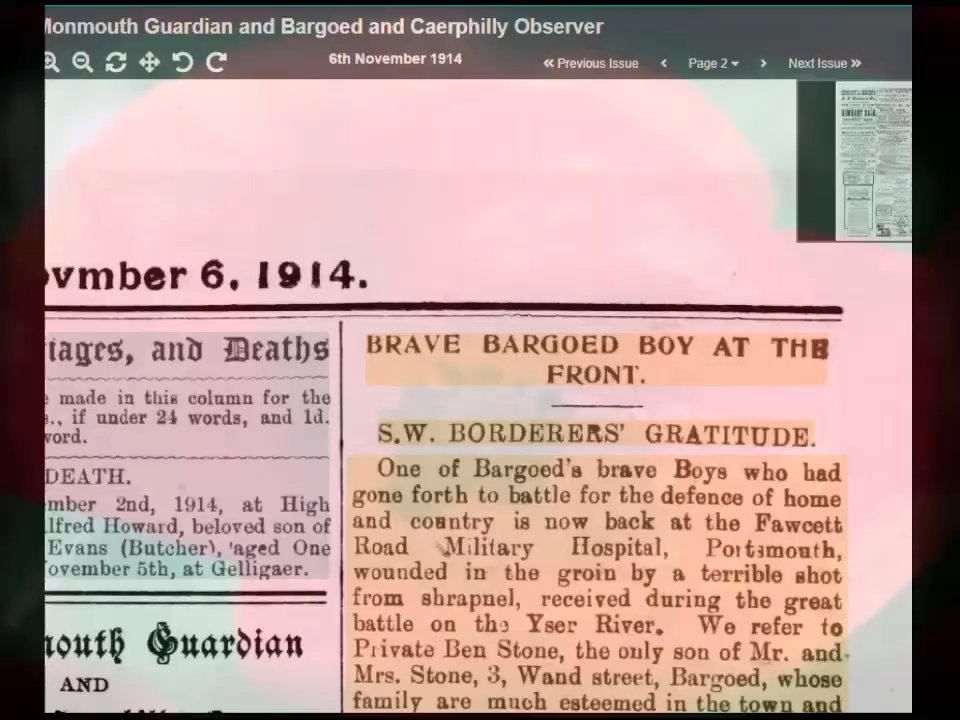 Monmouth Guardian and Bargoed and Caerphilly Observer
6th November 1914
Previous Issue
Page 2
Next Issue
ovmber 6, 1914.
iages, and Deaths
made in this column for the
., if under 24 words, and 1d.
word.
DEATH.
mber 2nd, 1914, at High
lfred Howard, beloved son of
Evans (Butcher), 'aged One
ovember 5th, at Gelligaer.
mouth Guardian
AND
BRAVE BARGOED BOY AT THE
FRONT.
S.W. BORDERERS' GRATITUDE.
One of Bargoed's brave Boys who had
gone forth to battle for the defence of home
and country is now back at the Fawcett
Road Military Hospital, Portsmouth,
wounded in the groin by a terrible shot
from shrapnel, received during the great
battle on the Yser River. We refer to
Private Ben Stone, the only son of Mr. and
Mrs. Stone, 3, Wand street, Bargoed, whose
family are much esteemed in the town and